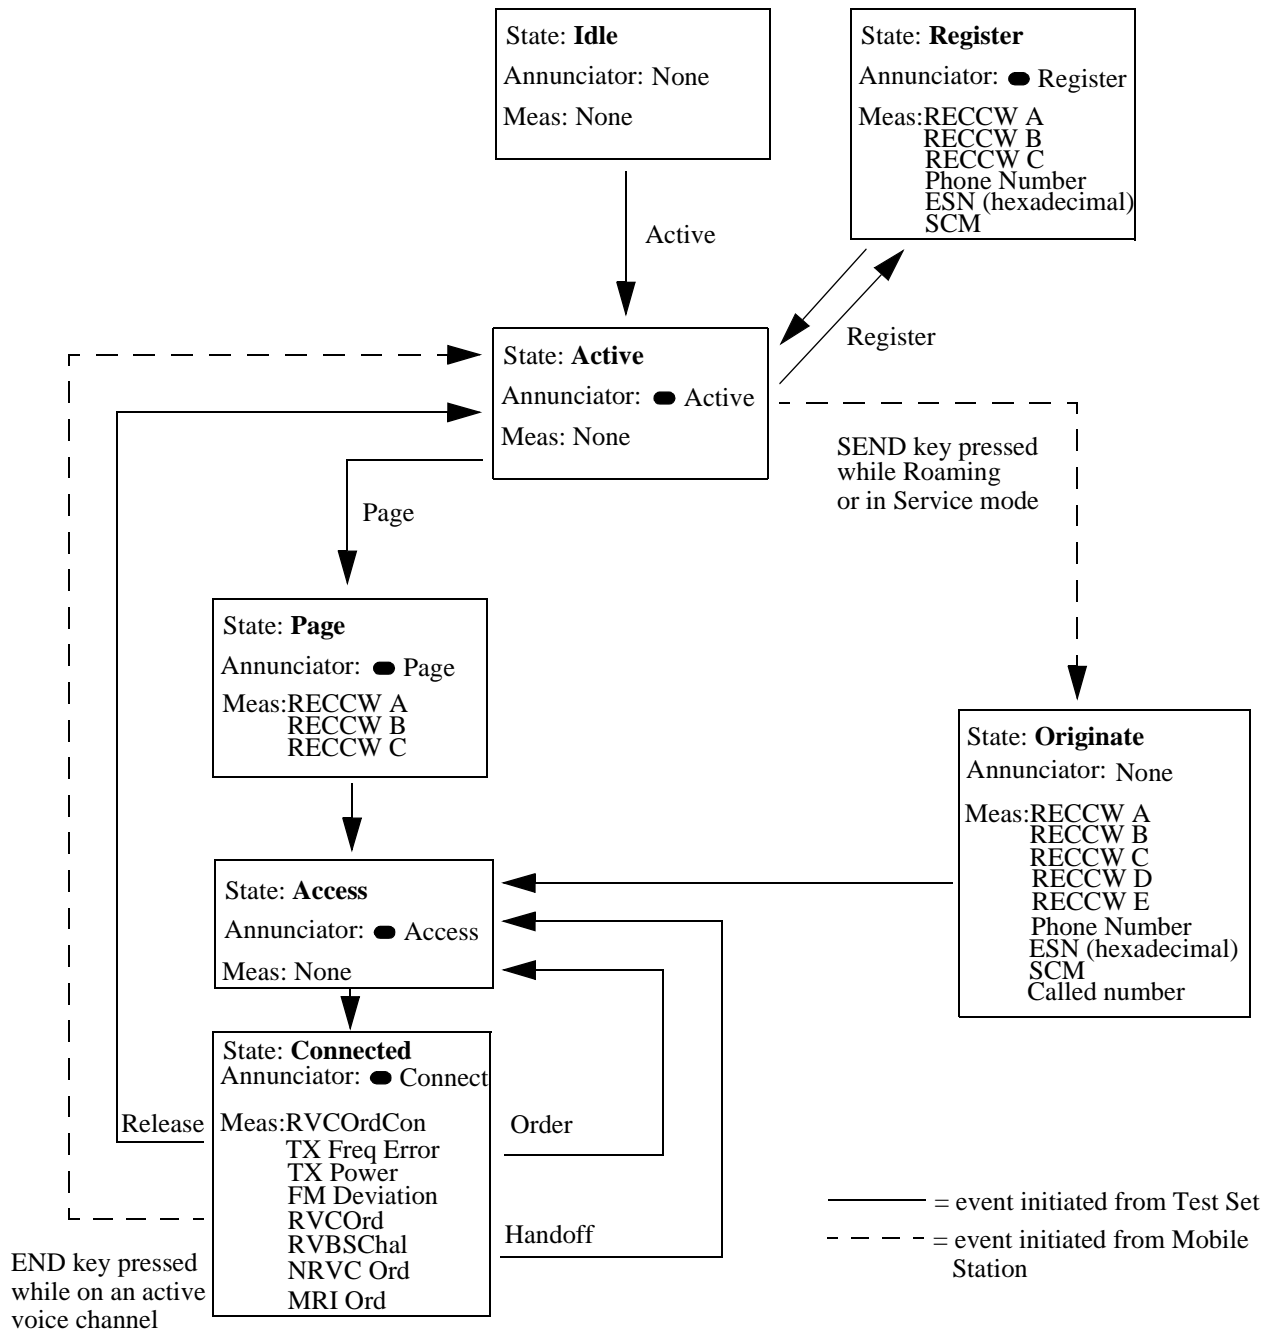 State: Idle
Annunciator: None
Meas: None
State: Register
Annunciator: Register
Meas:RECCW A
RECCW B
RECCW C
Phone Number
ESN (hexadecimal)
SCM
Active
Register
State: Active
Annunciator: Active
Meas: None
SEND key pressed
while Roaming
or in Service mode
Page
State: Page
Annunciator: Page
Meas:RECCW A
RECCW B
RECCW C
State: Originate
Annunciator: None
Meas:RECCW A
RECCW B
RECCW C
RECCW D
RECCW E
Phone Number
ESN (hexadecimal)
SCM
Called number
State: Access
Annunciator: Access
Meas: None
State: Connected
Annunciator: Connect
Meas:RVCOrdCon
TX Freq Error
TX Power
FM Deviation
RVCOrd
RVBSChal
NRVC Ord
MRI Ord
Release
Order
Handoff
END key pressed
while on an active
voice channel
= event initiated from Test Set
= event initiated from Mobile
Station